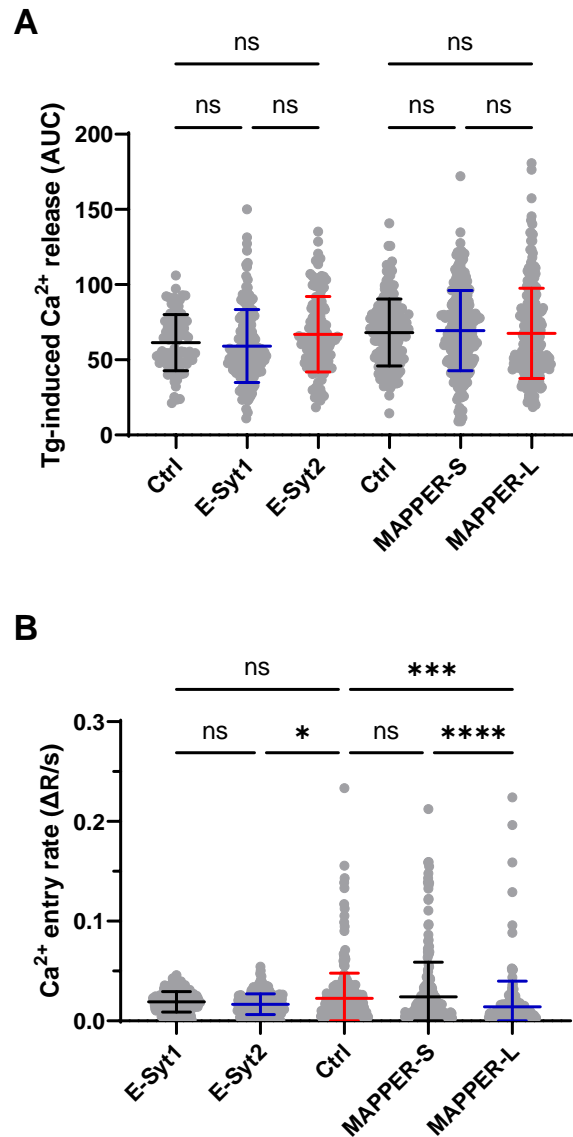 A
ns ns
ns ns ns ns
Tg-induced Ca²⁺ release (AUC)
200
150
100
50
0
Ctrl E-Syt1 E-Syt2 Ctrl MAPPER-S MAPPER-L
B
ns ***
ns * ns ****
Ca²⁺ entry rate (ΔR/s)
0.3
0.2
0.1
0.0
E-Syt1 E-Syt2 Ctrl MAPPER-S MAPPER-L